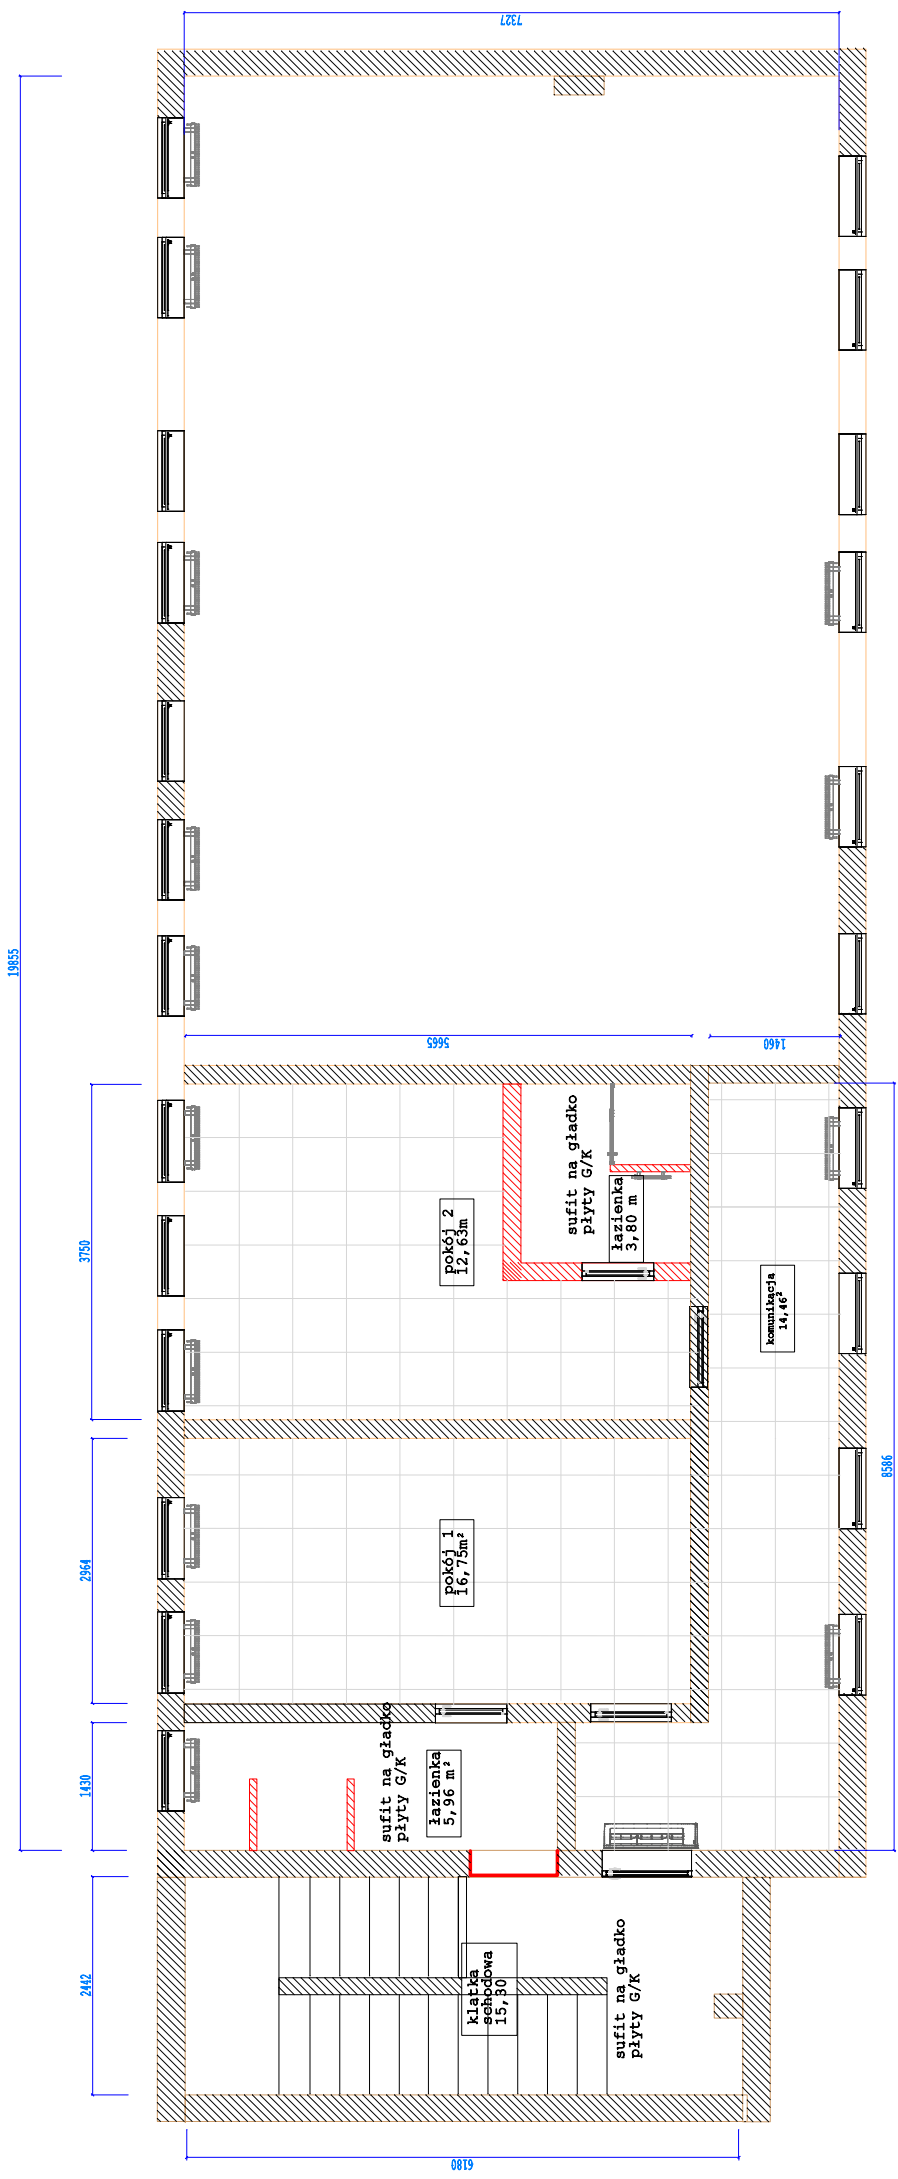 7327
19855
5665
1460
sufit na gładko
płyty G/K
łazienka
3,80 m
pokój 2
12,63m
3750
komunikacja
14,46²
8586
pokój 1
16,75m²
2964
sufit na gładko
płyty G/K
łazienka
5,96 m²
1430
klatka
schodowa
15,30
sufit na gładko
płyty G/K
2442
6180